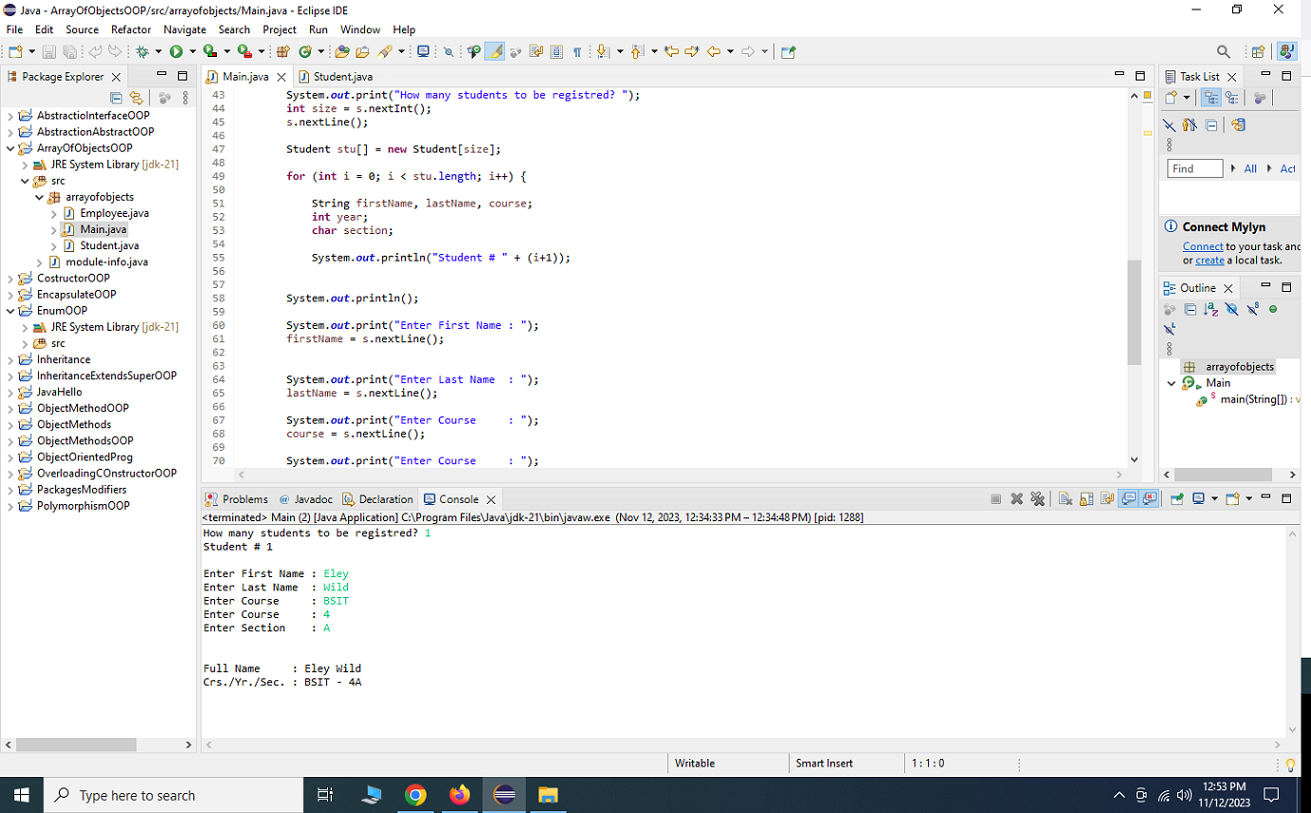 Java - ArrayOfObjectsOOP/src/arrayofobjects/Main.java - Eclipse IDE
File Edit Source Refactor Navigate Search Project Run Window Help
Package Explorer
AbstractioInterfaceOOP
AbstractionAbstractOOP
ArrayOfObjectsOOP
JRE System Library [jdk-21]
src
arrayofobjects
Employee.java
Main.java
Student.java
module-info.java
CostructorOOP
EncapsulateOOP
EnumOOP
JRE System Library [jdk-21]
src
Inheritance
InheritanceExtendsSuperOOP
JavaHello
ObjectMethodOOP
ObjectMethods
ObjectMethodsOOP
ObjectOrientedProg
OverloadingCOnstructorOOP
PackagesModifiers
PolymorphismOOP
Main.java Student.java
43 System.out.print("How many students to be registred? ");
44 int size = s.nextInt();
45 s.nextLine();
46
47 Student stu[] = new Student[size];
48
49 for (int i = 0; i < stu.length; i++) {
50
51 String firstName, lastName, course;
52 int year;
53 char section;
54
55 System.out.println("Student # " + (i+1));
56
57
58 System.out.println();
59
60 System.out.print("Enter First Name : ");
61 firstName = s.nextLine();
62
63
64 System.out.print("Enter Last Name  : ");
65 lastName = s.nextLine();
66
67 System.out.print("Enter Course     : ");
68 course = s.nextLine();
69
70 System.out.print("Enter Course     : ");
Task List
Find All Act
Connect Mylyn
Connect to your task and
or create a local task.
Outline
arrayofobjects
Main
main(String[]) : v
Problems Javadoc Declaration Console
<terminated> Main (2) [Java Application] C:\Program Files\Java\jdk-21\bin\javaw.exe (Nov 12, 2023, 12:34:33 PM – 12:34:48 PM) [pid: 1288]
How many students to be registred? 1
Student # 1
Enter First Name : Eley
Enter Last Name  : Wild
Enter Course     : BSIT
Enter Course     : 4
Enter Section    : A
Full Name     : Eley Wild
Crs./Yr./Sec. : BSIT - 4A
Writable Smart Insert 1 : 1 : 0
Type here to search
12:53 PM
11/12/2023